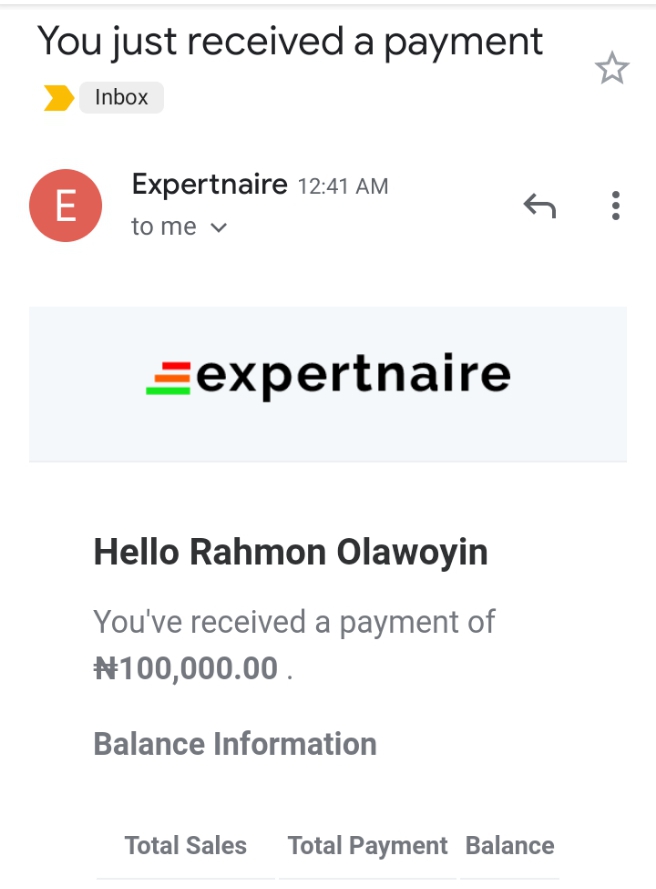 You just received a payment
Inbox
E
Expertnaire 12:41 AM
to me
expertnaire
Hello Rahmon Olawoyin
You've received a payment of
₦100,000.00 .
Balance Information
Total Sales Total Payment Balance